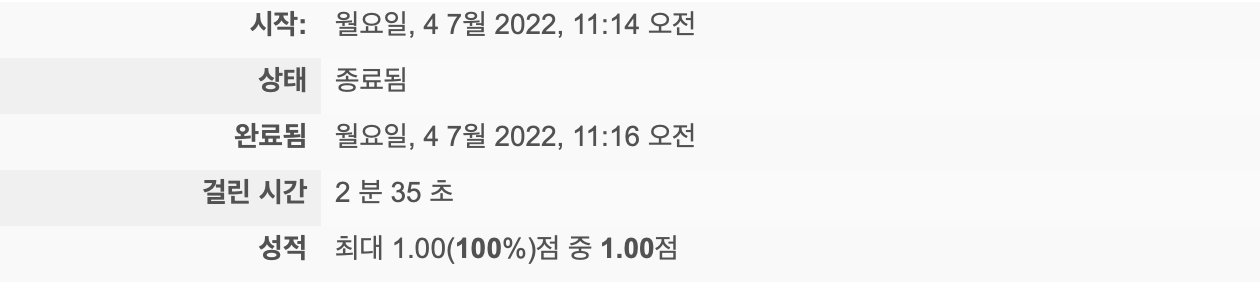 시작: 월요일, 4 7월 2022, 11:14 오전
상태 종료됨
완료됨 월요일, 4 7월 2022, 11:16 오전
걸린 시간 2 분 35 초
성적 최대 1.00(100%)점 중 1.00점